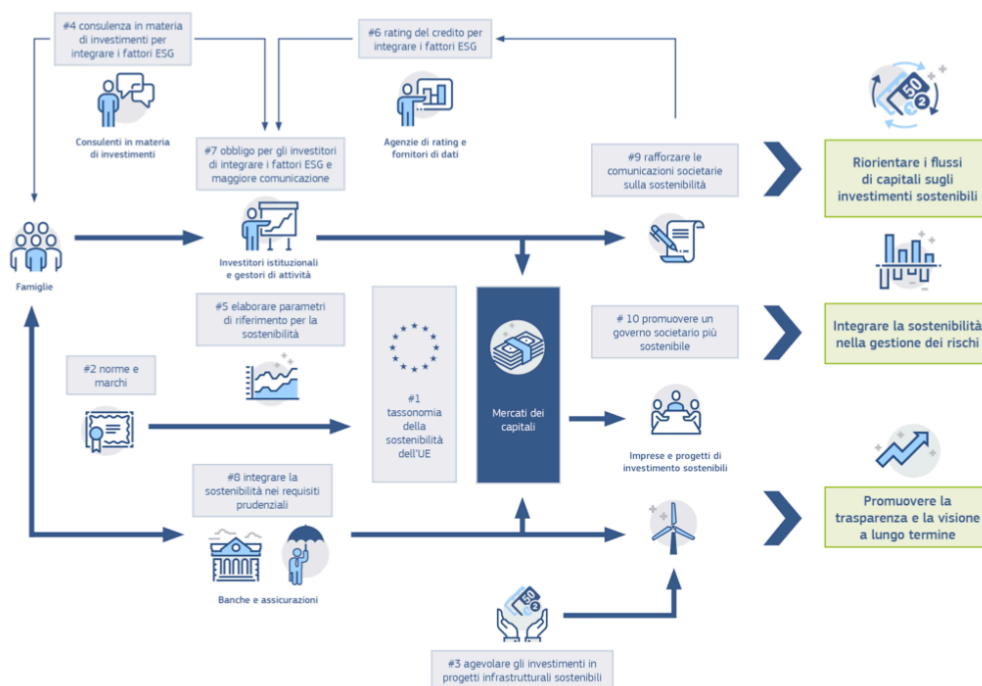 #4 consulenza in materia
di investimenti per
integrare i fattori ESG
Consulenti in materia
di investimenti
#6 rating del credito per
integrare i fattori ESG
Agenzie di rating e
fornitori di dati
#7 obbligo per gli investitori
di integrare i fattori ESG e
maggiore comunicazione
Investitori istituzionali
e gestori di attività
#9 rafforzare le
comunicazioni societarie
sulla sostenibilità
Riorientare i flussi
di capitali sugli
investimenti sostenibili
Famiglie
#5 elaborare parametri
di riferimento per la
sostenibilità
#2 norme e
marchi
#1
tassonomia
della
sostenibilità
dell'UE
Mercati dei
capitali
# 10 promuovere un
governo societario più
sostenibile
Imprese e progetti di
investimento sostenibili
Integrare la sostenibilità
nella gestione dei rischi
#8 integrare la
sostenibilità nei requisiti
prudenziali
Banche e assicurazioni
Promuovere la
trasparenza e la visione
a lungo termine
#3 agevolare gli investimenti in
progetti infrastrutturali sostenibili